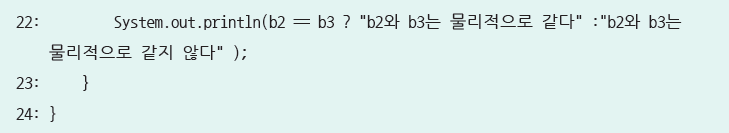 22:        System.out.println(b2 == b3 ? "b2와 b3는 물리적으로 같다" :"b2와 b3는
물리적으로 같지 않다" );
23:    }
24: }